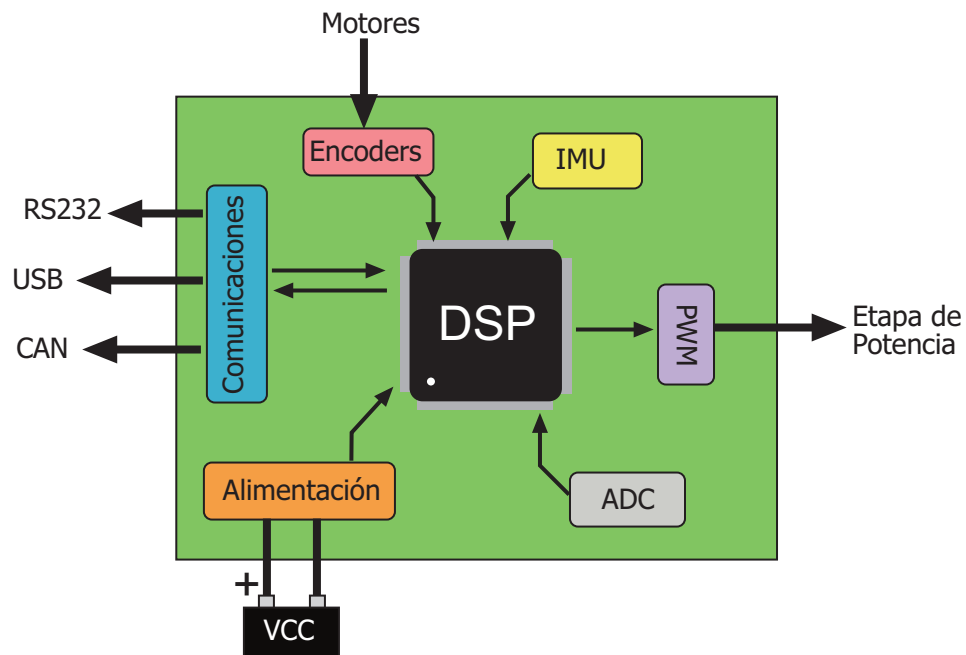 Motores
Encoders
IMU
RS232
USB
CAN
Comunicaciones
DSP
PWM
Etapa de
Potencia
Alimentación
ADC
+
VCC